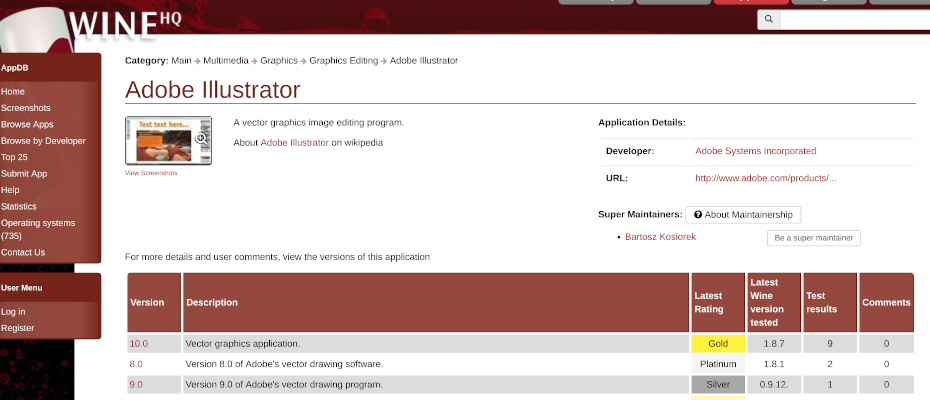 WINE HQ
Category: Main → Multimedia → Graphics → Graphics Editing → Adobe Illustrator
AppDB
Home
Screenshots
Browse Apps
Browse by Developer
Top 25
Submit App
Help
Statistics
Operating systems
(735)
Contact Us
User Menu
Log in
Register
Adobe Illustrator
Test text here...
View Screenshots
A vector graphics image editing program.
About Adobe Illustrator on wikipedia
Application Details:
Developer: Adobe Systems Incorporated
URL: http://www.adobe.com/products/...
Super Maintainers: About Maintainership
• Bartosz Kosiorek Be a super maintainer
For more details and user comments, view the versions of this application
Version Description Latest Rating Latest Wine version tested Test results Comments
10.0 Vector graphics application. Gold 1.8.7 9 0
8.0 Version 8.0 of Adobe's vector drawing software. Platinum 1.8.1 2 0
9.0 Version 9.0 of Adobe's vector drawing program. Silver 0.9.12. 1 0